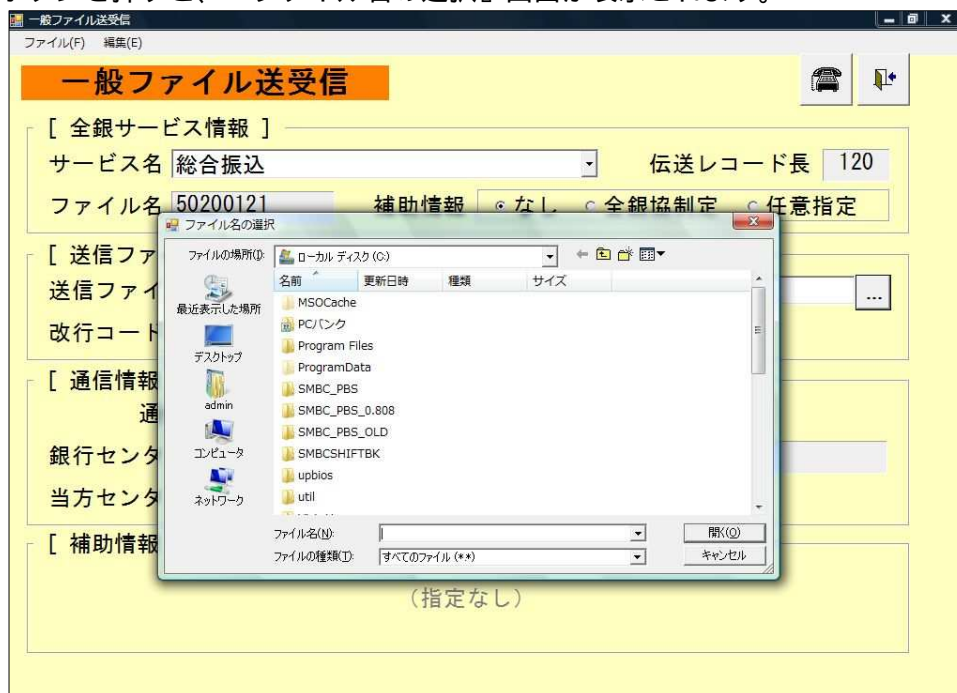 一般ファイル送受信
ファイル(F) 編集(E)
一般ファイル送受信
[ 全銀サービス情報 ]
サービス名 総合振込 伝送レコード長 120
ファイル名 50200121 補助情報 なし 全銀協制定 任意指定
ファイル名の選択
[ 送信ファ
ファイルの場所(I): ローカル ディスク (C:)
送信ファイ ...
最近表示した場所
デスクトップ
admin
コンピュータ
ネットワーク
名前 更新日時 種類 サイズ
MSOCache
PCバンク
Program Files
ProgramData
SMBC_PBS
SMBC_PBS_0.808
SMBC_PBS_OLD
SMBCSHIFTBK
upbios
util
改行コード
[ 通信情報
通
銀行センタ
当方センタ
ファイル名(N): 開く(O)
ファイルの種類(T): すべてのファイル (*.*) キャンセル
[ 補助情報
(指定なし)